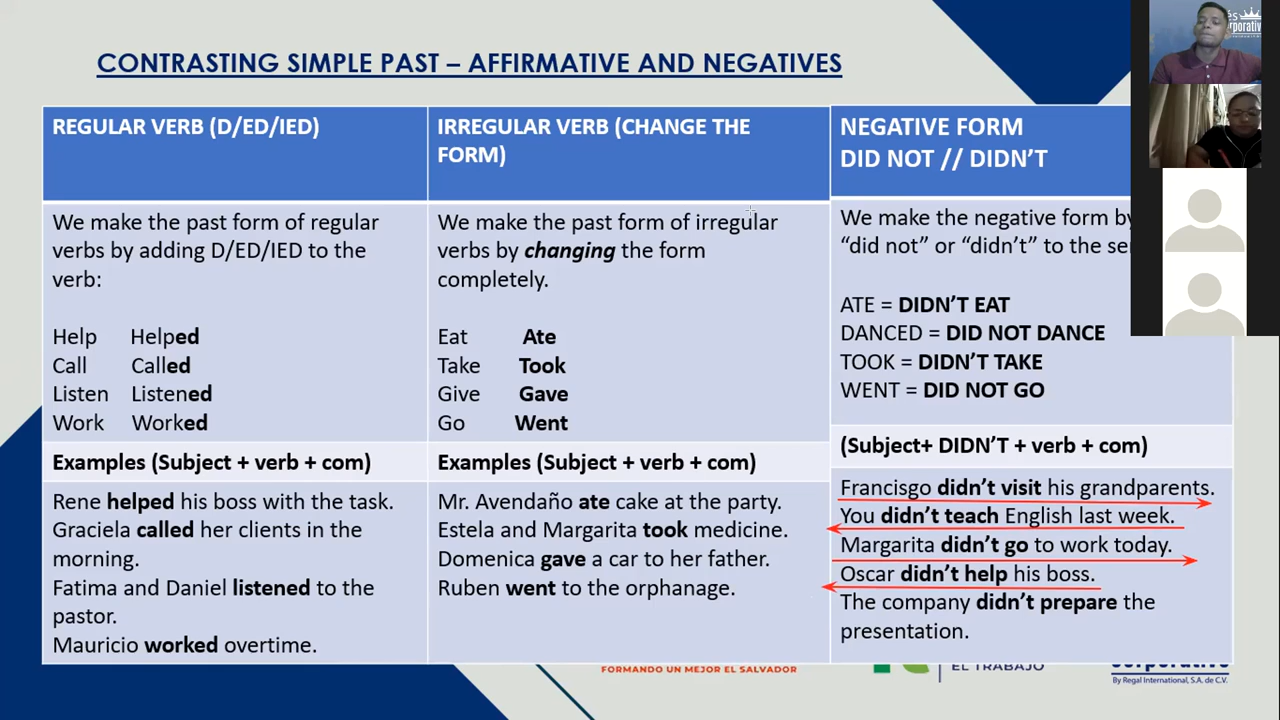 CONTRASTING SIMPLE PAST – AFFIRMATIVE AND NEGATIVES
REGULAR VERB (D/ED/IED)
We make the past form of regular
verbs by adding D/ED/IED to the
verb:
Help Helped
Call Called
Listen Listened
Work Worked
Examples (Subject + verb + com)
Rene helped his boss with the task.
Graciela called her clients in the
morning.
Fatima and Daniel listened to the
pastor.
Mauricio worked overtime.
IRREGULAR VERB (CHANGE THE
FORM)
We make the past form of irregular
verbs by changing the form
completely.
Eat Ate
Take Took
Give Gave
Go Went
Examples (Subject + verb + com)
Mr. Avendaño ate cake at the party.
Estela and Margarita took medicine.
Domenica gave a car to her father.
Ruben went to the orphanage.
NEGATIVE FORM
DID NOT // DIDN’T
We make the negative form by
“did not” or “didn’t” to the
ATE = DIDN’T EAT
DANCED = DID NOT DANCE
TOOK = DIDN’T TAKE
WENT = DID NOT GO
(Subject+ DIDN’T + verb + com)
Francisgo didn’t visit his grandparents.
You didn’t teach English last week.
Margarita didn’t go to work today.
Oscar didn’t help his boss.
The company didn’t prepare the
presentation.
FORMANDO UN MEJOR EL SALVADOR
EL TRABAJO
corporativo
By Regal International, S.A. de C.V.